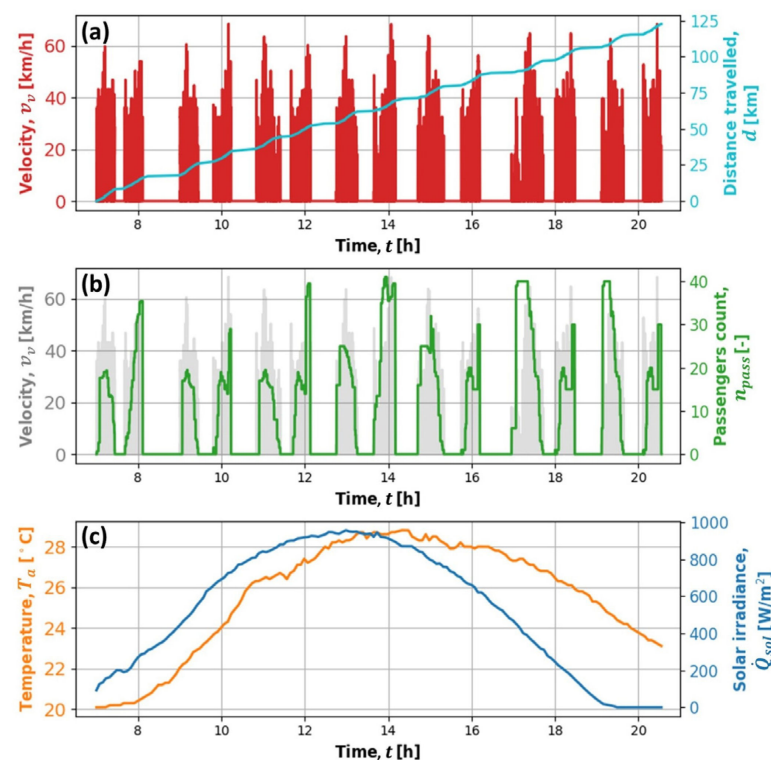 (a)
Velocity, v_v [km/h]
60
40
20
0
125
100
75
50
25
0
Distance travelled,
d [km]
8 10 12 14 16 18 20
Time, t [h]
(b)
Velocity, v_v [km/h]
60
40
20
0
40
30
20
10
0
Passengers count,
n_pass [-]
8 10 12 14 16 18 20
Time, t [h]
(c)
Temperature, T_a [°C]
28
26
24
22
20
1000
800
600
400
200
0
Solar irradiance,
Q̇_sol [W/m²]
8 10 12 14 16 18 20
Time, t [h]